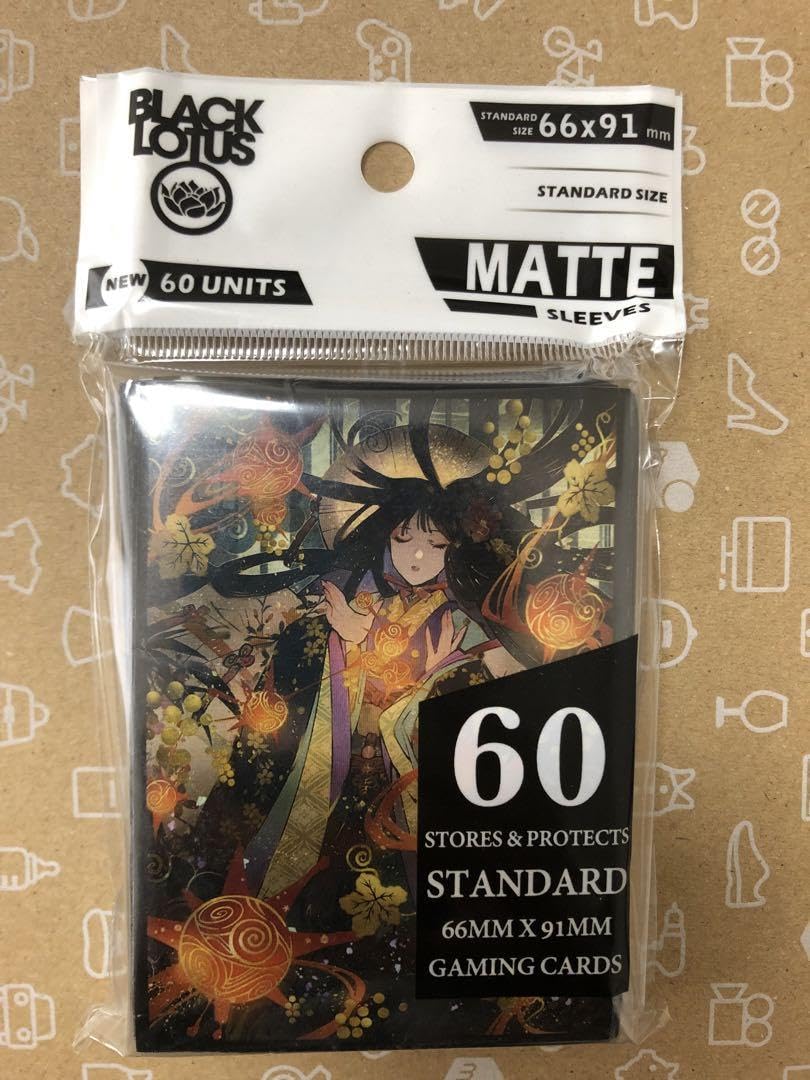 BLACK
LOTUS
STANDARD
SIZE 66x91 mm
STANDARD SIZE
NEW 60 UNITS
MATTE
SLEEVES
60
STORES & PROTECTS
STANDARD
66MM X 91MM
GAMING CARDS